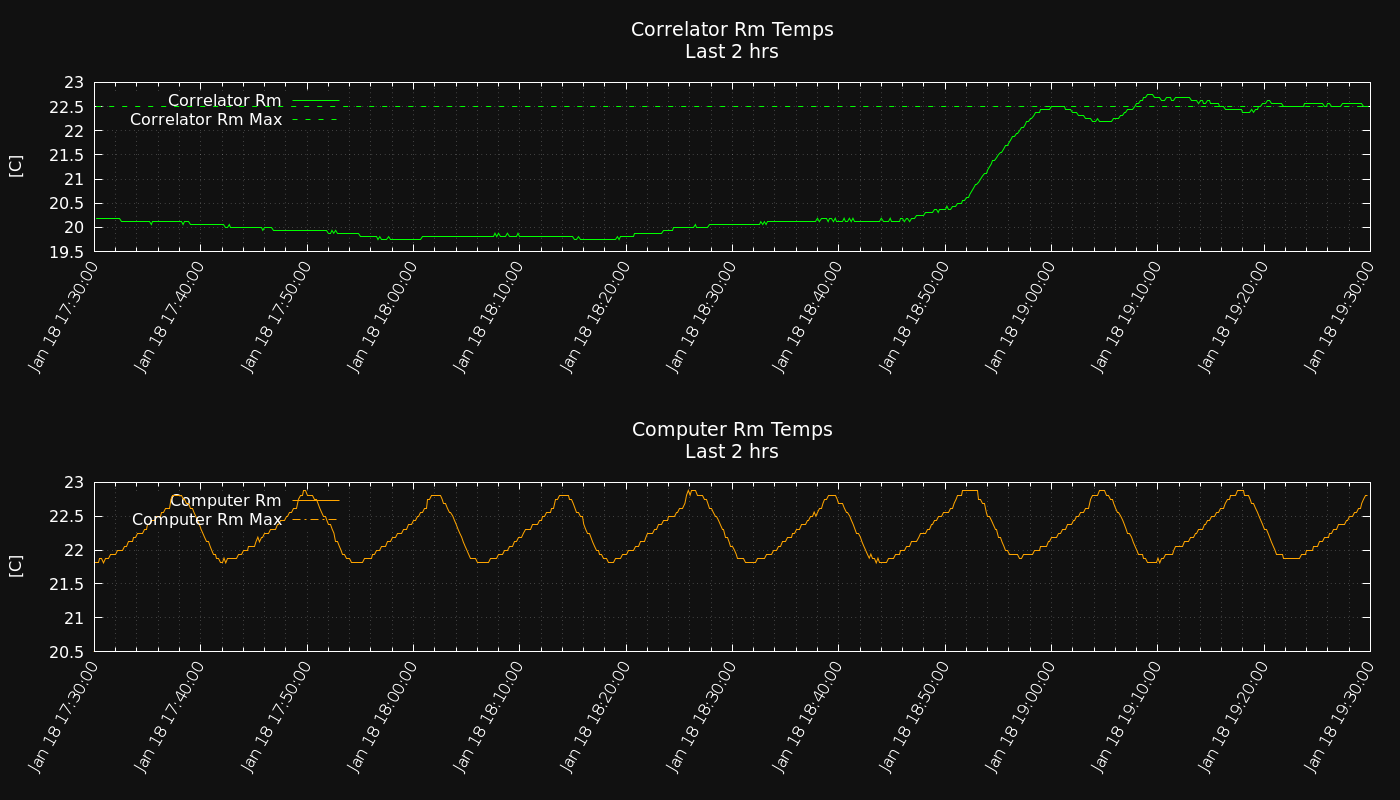 Correlator Rm Temps
Last 2 hrs
23
22.5
22
21.5
21
20.5
20
19.5
[C]
Correlator Rm
Correlator Rm Max
Jan 18 17:30:00
Jan 18 17:40:00
Jan 18 17:50:00
Jan 18 18:00:00
Jan 18 18:10:00
Jan 18 18:20:00
Jan 18 18:30:00
Jan 18 18:40:00
Jan 18 18:50:00
Jan 18 19:00:00
Jan 18 19:10:00
Jan 18 19:20:00
Jan 18 19:30:00
Computer Rm Temps
Last 2 hrs
23
22.5
22
21.5
21
20.5
[C]
Computer Rm
Computer Rm Max
Jan 18 17:30:00
Jan 18 17:40:00
Jan 18 17:50:00
Jan 18 18:00:00
Jan 18 18:10:00
Jan 18 18:20:00
Jan 18 18:30:00
Jan 18 18:40:00
Jan 18 18:50:00
Jan 18 19:00:00
Jan 18 19:10:00
Jan 18 19:20:00
Jan 18 19:30:00